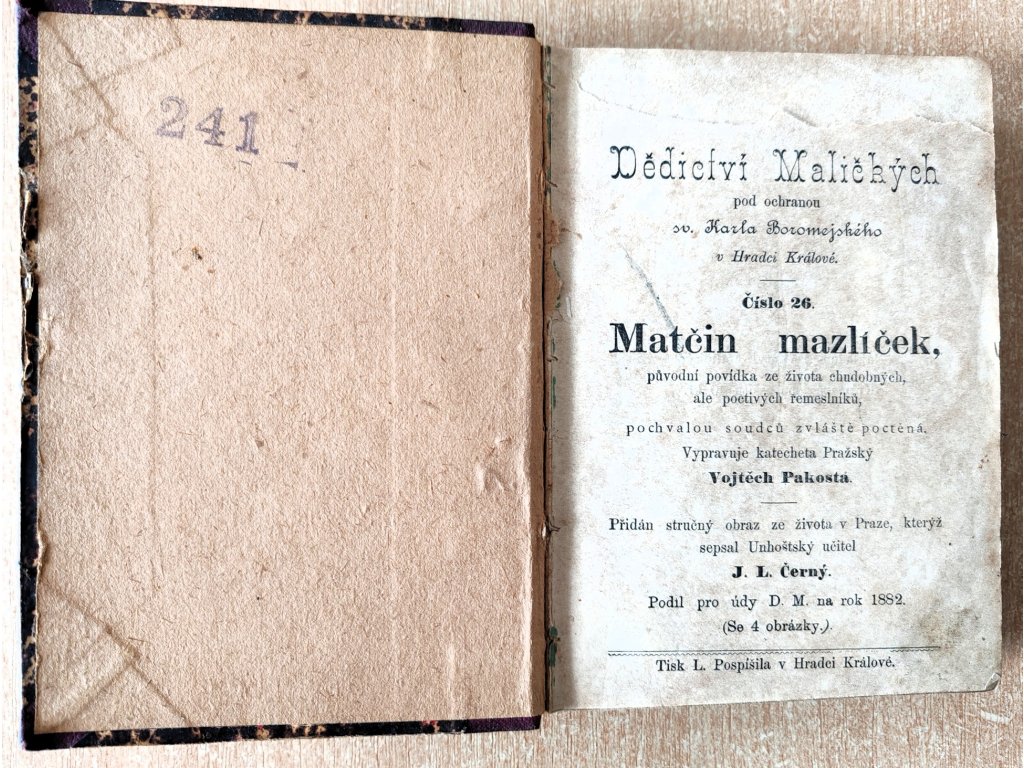 241
Dědictví Maličkých
pod ochranou
sv. Karla Boromejského
v Hradci Králové.
Číslo 26.
Matčin mazlíček,
původní povídka ze života chudobných,
ale poctivých řemeslníků,
pochvalou soudců zvláště poctěná.
Vypravuje katecheta Pražský
Vojtěch Pakosta.
Přidán stručný obraz ze života v Praze, kterýž
sepsal Unhoštský učitel
J. L. Černý.
Podíl pro údy D. M. na rok 1882.
(Se 4 obrázky.)
Tisk L. Pospíšila v Hradci Králové.